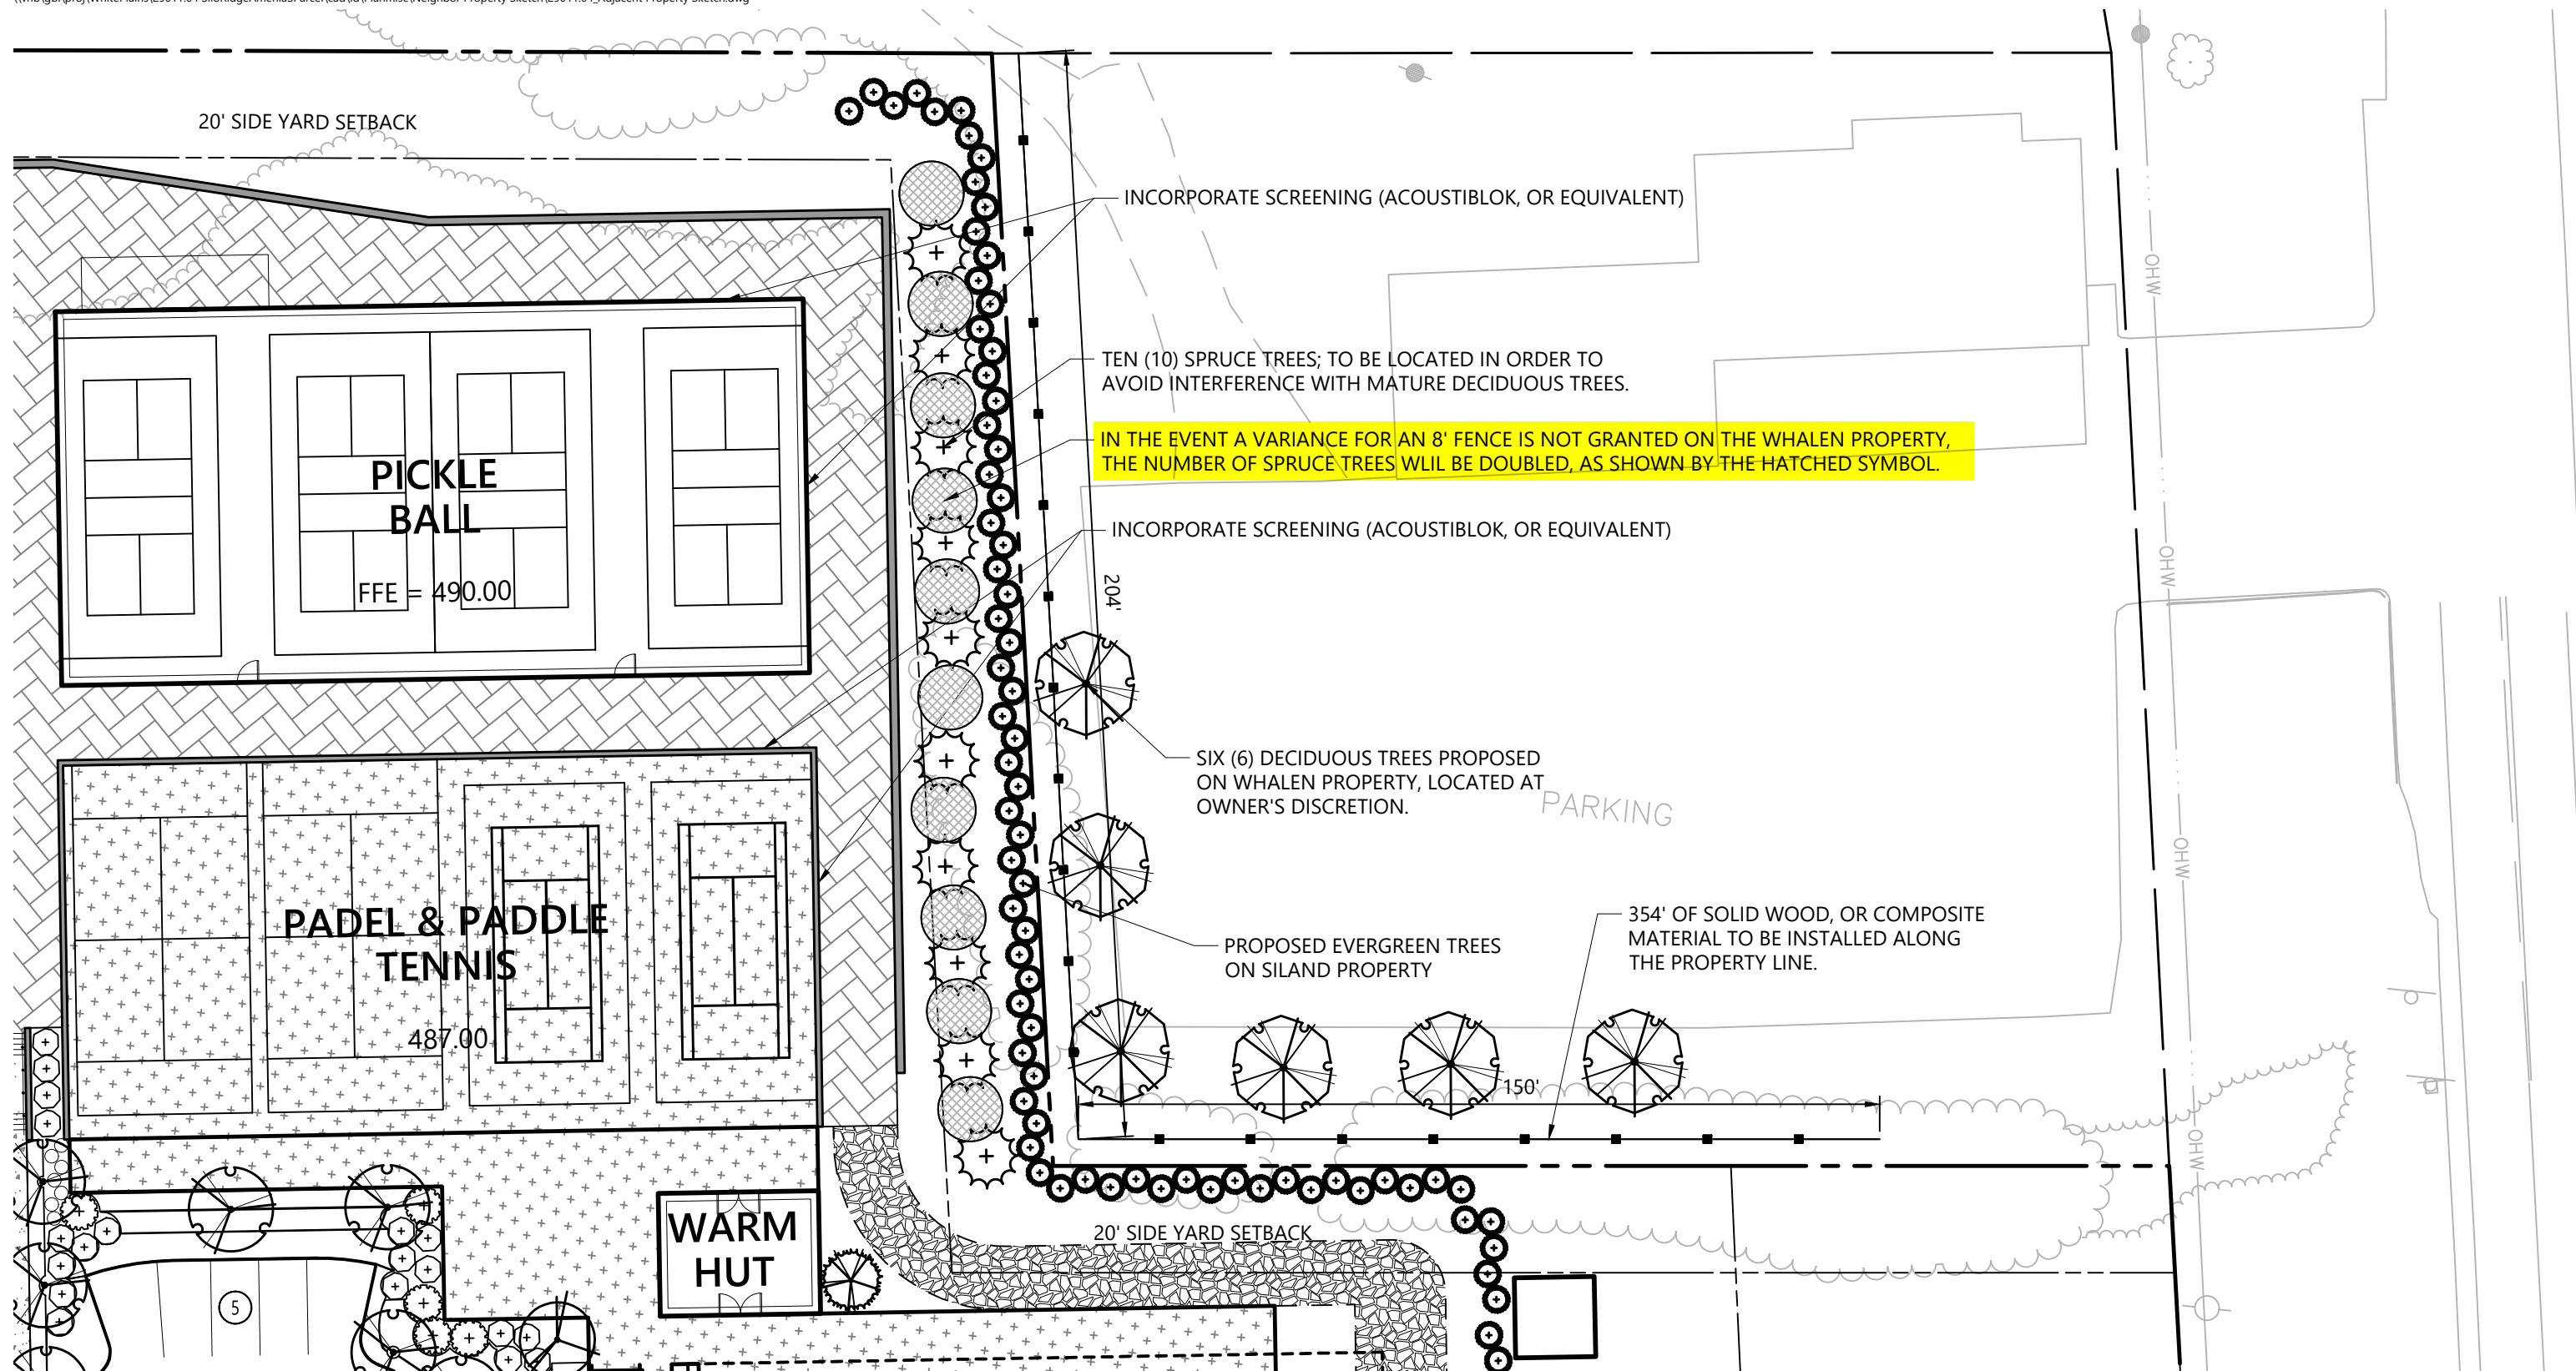 20' SIDE YARD SETBACK
INCORPORATE SCREENING (ACOUSTIBLOK, OR EQUIVALENT)
OHW
TEN (10) SPRUCE TREES; TO BE LOCATED IN ORDER TO
AVOID INTERFERENCE WITH MATURE DECIDUOUS TREES.
IN THE EVENT A VARIANCE FOR AN 8' FENCE IS NOT GRANTED ON THE WHALEN PROPERTY,
THE NUMBER OF SPRUCE TREES WLIL BE DOUBLED, AS SHOWN BY THE HATCHED SYMBOL.
PICKLE
BALL
FFE = 490.00
INCORPORATE SCREENING (ACOUSTIBLOK, OR EQUIVALENT)
OHW
204'
SIX (6) DECIDUOUS TREES PROPOSED
ON WHALEN PROPERTY, LOCATED AT
OWNER'S DISCRETION.
PARKING
OHW
PADEL & PADDLE
TENNIS
487.00
PROPOSED EVERGREEN TREES
ON SILAND PROPERTY
354' OF SOLID WOOD, OR COMPOSITE
MATERIAL TO BE INSTALLED ALONG
THE PROPERTY LINE.
150'
OHW
WARM
HUT
20' SIDE YARD SETBACK
5